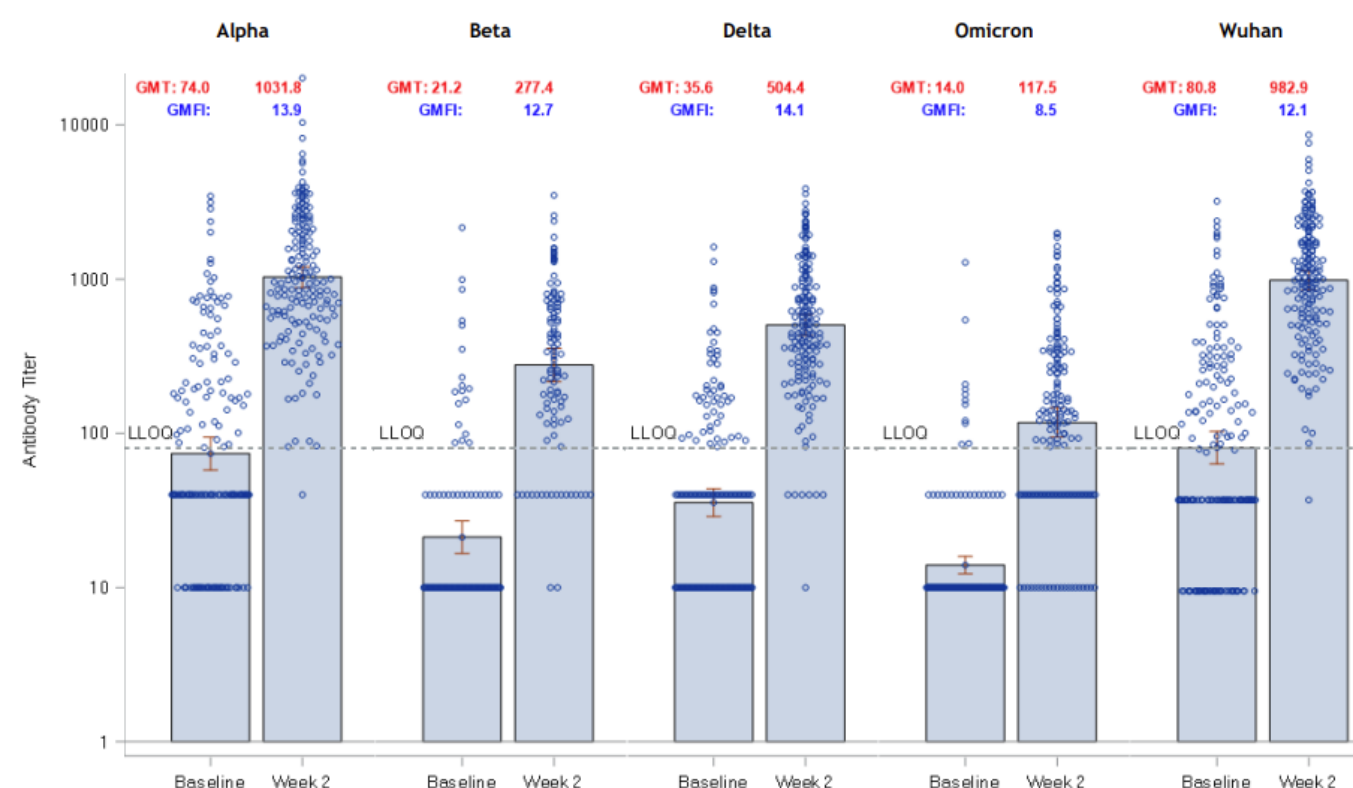 Alpha Beta Delta Omicron Wuhan
GMT: 74.0 1031.8 GMT: 21.2 277.4 GMT: 35.6 504.4 GMT: 14.0 117.5 GMT: 80.8 982.9
GMFI: 13.9 GMFI: 12.7 GMFI: 14.1 GMFI: 8.5 GMFI: 12.1
10000
1000
Antibody Titer
100
LLOQ LLOQ LLOQ LLOQ LLOQ
10
1
Baseline Week 2 Baseline Week 2 Baseline Week 2 Baseline Week 2 Baseline Week 2